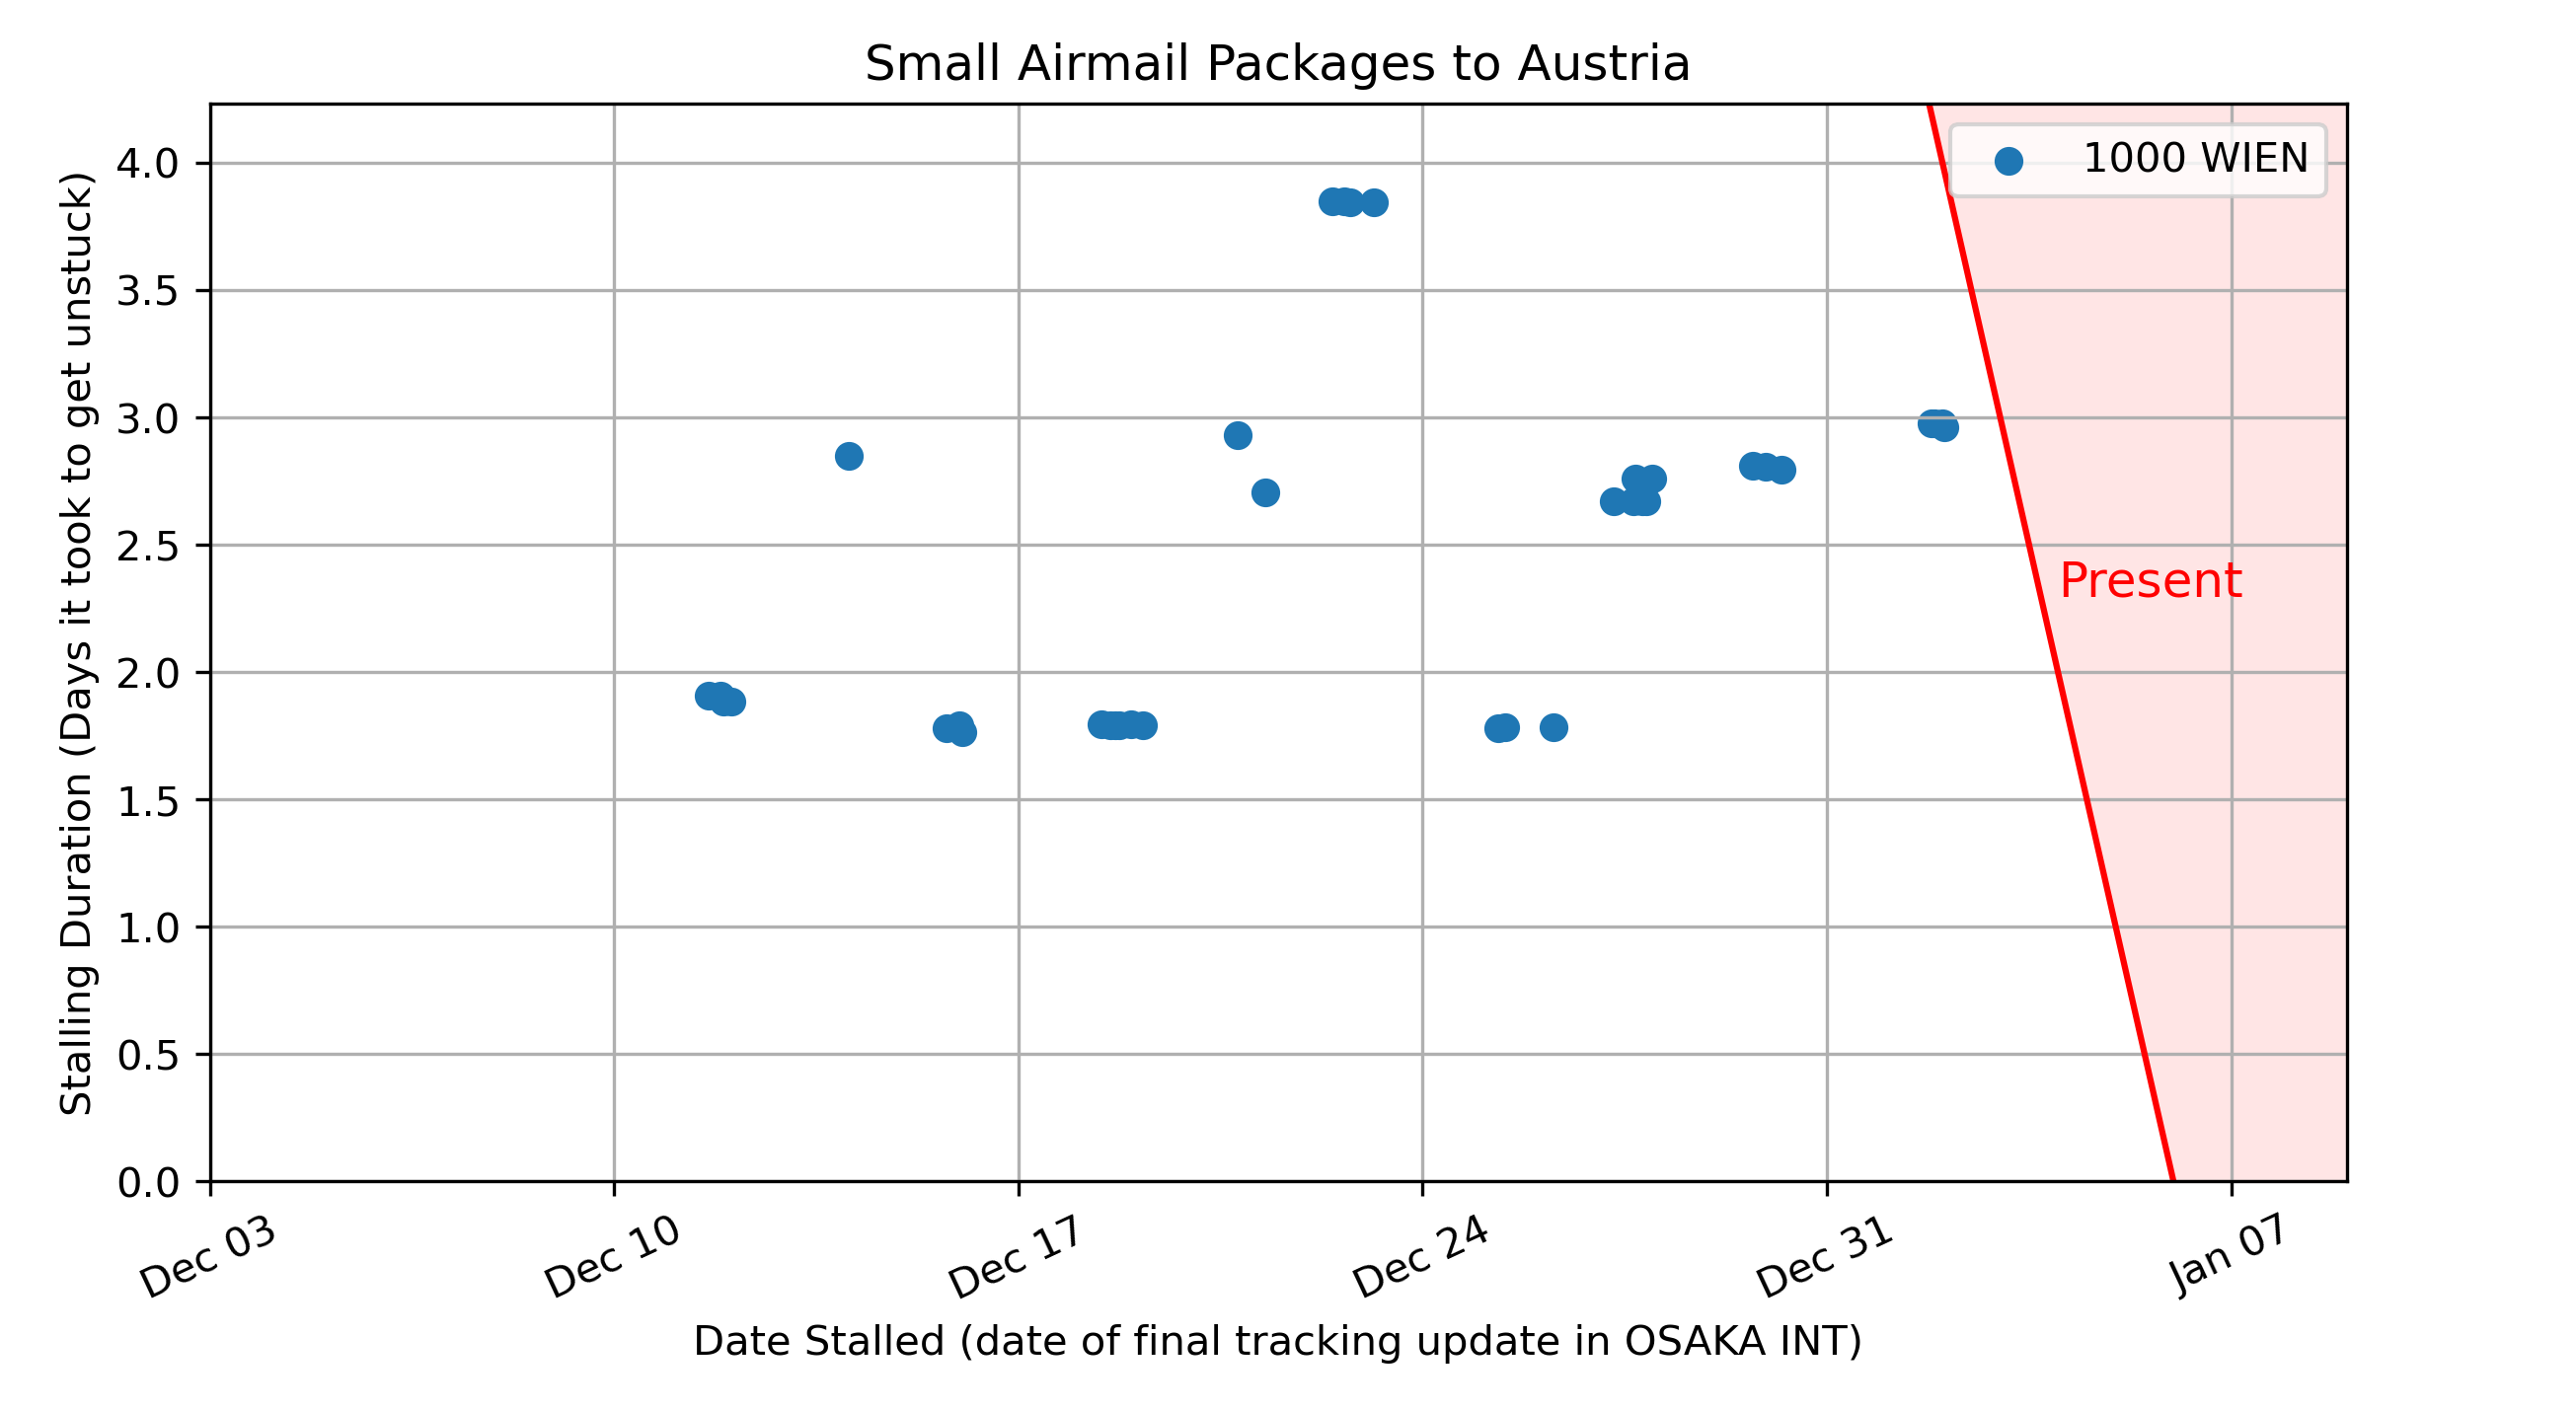 Small Airmail Packages to Austria
1000 WIEN
Present
Stalling Duration (Days it took to get unstuck)
4.0
3.5
3.0
2.5
2.0
1.5
1.0
0.5
0.0
Dec 03
Dec 10
Dec 17
Dec 24
Dec 31
Jan 07
Date Stalled (date of final tracking update in OSAKA INT)